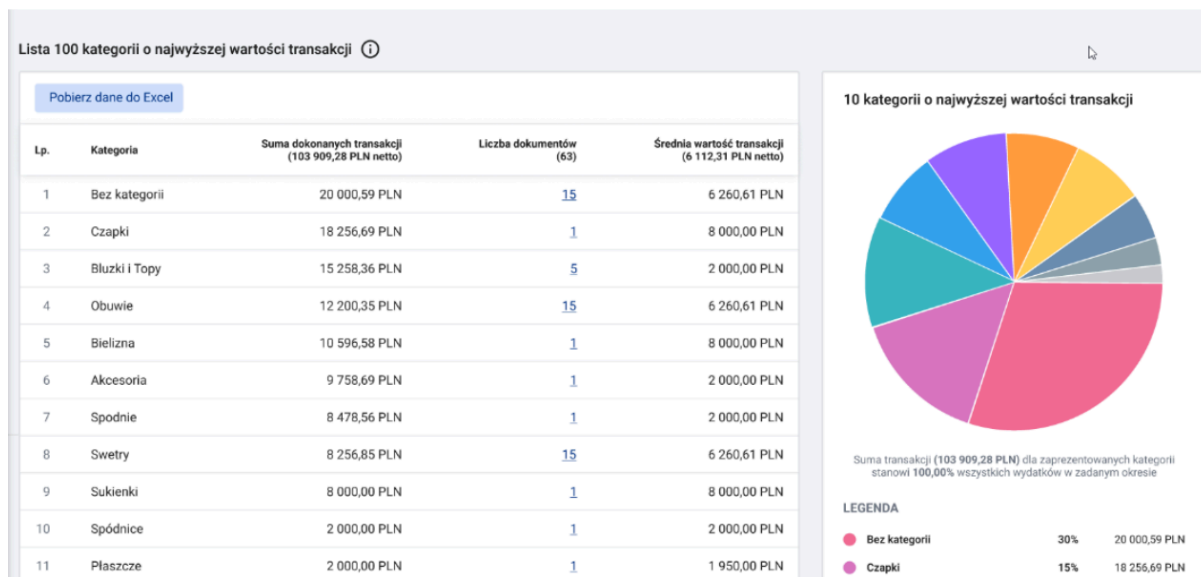 Lista 100 kategorii o najwyższej wartości transakcji
Pobierz dane do Excel
Lp. Kategoria Suma dokonanych transakcji (103 909,28 PLN netto) Liczba dokumentów (63) Średnia wartość transakcji (6 112,31 PLN netto)
1 Bez kategorii 20 000,59 PLN 15 6 260,61 PLN
2 Czapki 18 256,69 PLN 1 8 000,00 PLN
3 Bluzki i Topy 15 258,36 PLN 5 2 000,00 PLN
4 Obuwie 12 200,35 PLN 15 6 260,61 PLN
5 Bielizna 10 596,58 PLN 1 8 000,00 PLN
6 Akcesoria 9 758,69 PLN 1 2 000,00 PLN
7 Spodnie 8 478,56 PLN 1 2 000,00 PLN
8 Swetry 8 256,85 PLN 15 6 260,61 PLN
9 Sukienki 8 000,00 PLN 1 8 000,00 PLN
10 Spódnice 2 000,00 PLN 1 2 000,00 PLN
11 Płaszcze 2 000,00 PLN 1 1 950,00 PLN
10 kategorii o najwyższej wartości transakcji
Suma transakcji (103 909,28 PLN) dla zaprezentowanych kategorii
stanowi 100,00% wszystkich wydatków w zadanym okresie
LEGENDA
Bez kategorii 30% 20 000,59 PLN
Czapki 15% 18 256,69 PLN